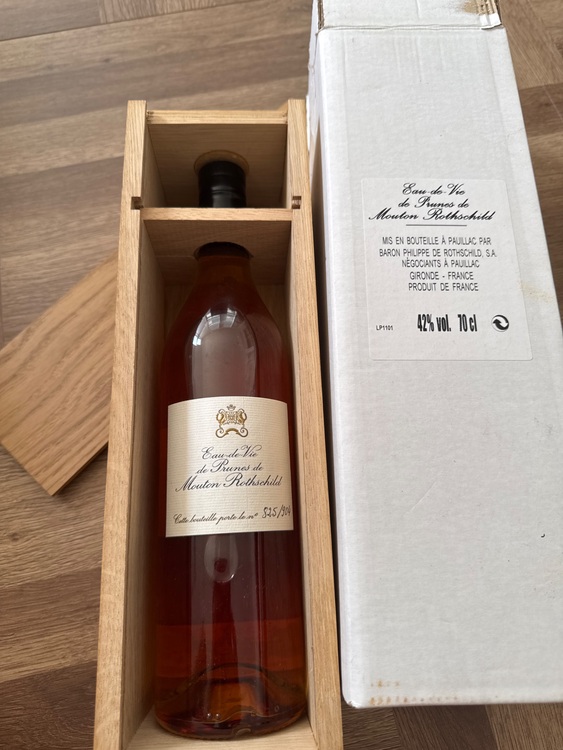 Eau-de-Vie
de Prunes de
Mouton Rothschild
Cette bouteille porte le nº 525/904
Eau-de-Vie
de Prunes de
Mouton Rothschild
MIS EN BOUTEILLE À PAUILLAC PAR
BARON PHILIPPE DE ROTHSCHILD, S.A.
NÉGOCIANTS À PAUILLAC
GIRONDE - FRANCE
PRODUIT DE FRANCE
LP1101 42% vol. 70 cl